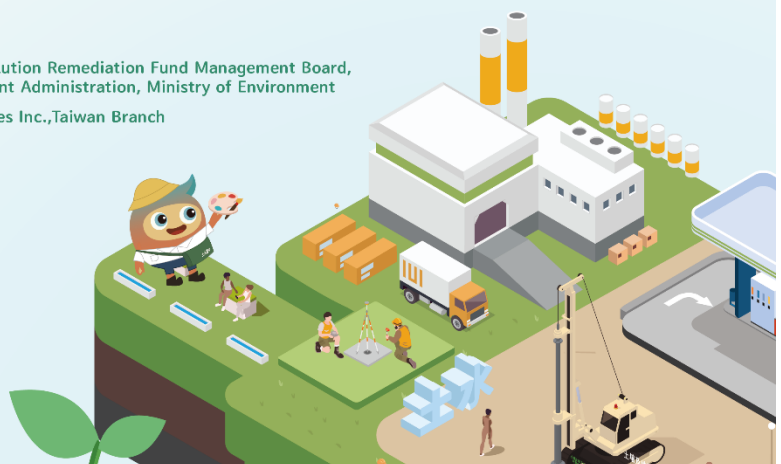 ution Remediation Fund Management Board,
nt Administration, Ministry of Environment
es Inc.,Taiwan Branch
土水